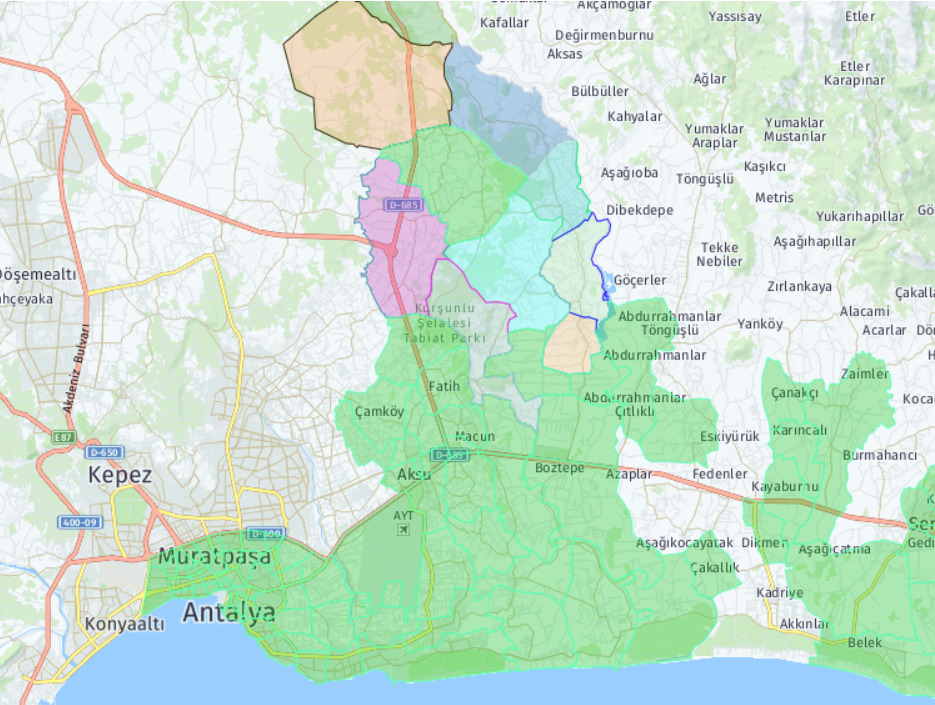 Kafallar
Akçamoğlar
Yassısay
Etler
Değirmenburnu
Aksas
Bülbüller
Ağlar
Etler
Karapınar
Kahyalar
Yumaklar
Araplar
Yumaklar
Mustanlar
Aşağıoba
Töngüşlü
Kaşıkcı
Metris
D-685
Dibekdepe
Yukarıhapıllar
Tekke
Nebiler
Aşağıhapıllar
Döşemealtı
Göçerler
Zırlankaya
Kurşunlu
Şelalesi
Tabiat Parkı
Abdurrahmanlar
Töngüşlü
Yanköy
Alacami
Acarlar
Akdeniz Bulvarı
Abdurrahmanlar
Fatih
Çanakçı
Zaimler
Çamköy
Abdurrahmanlar
Çıtlıklı
Karıncalı
E87
D-650
Macun
Eskiyürük
D-685
Burmahancı
Kepez
Aksu
Boztepe
Azaplar
Fedenler
Kayaburnu
400-09
AYT
D-400
Muratpaşa
Aşağıkocayatak
Dikmen
Aşağıçatma
Çakallık
Kadriye
Konyaaltı
Antalya
Akkınlar
Belek